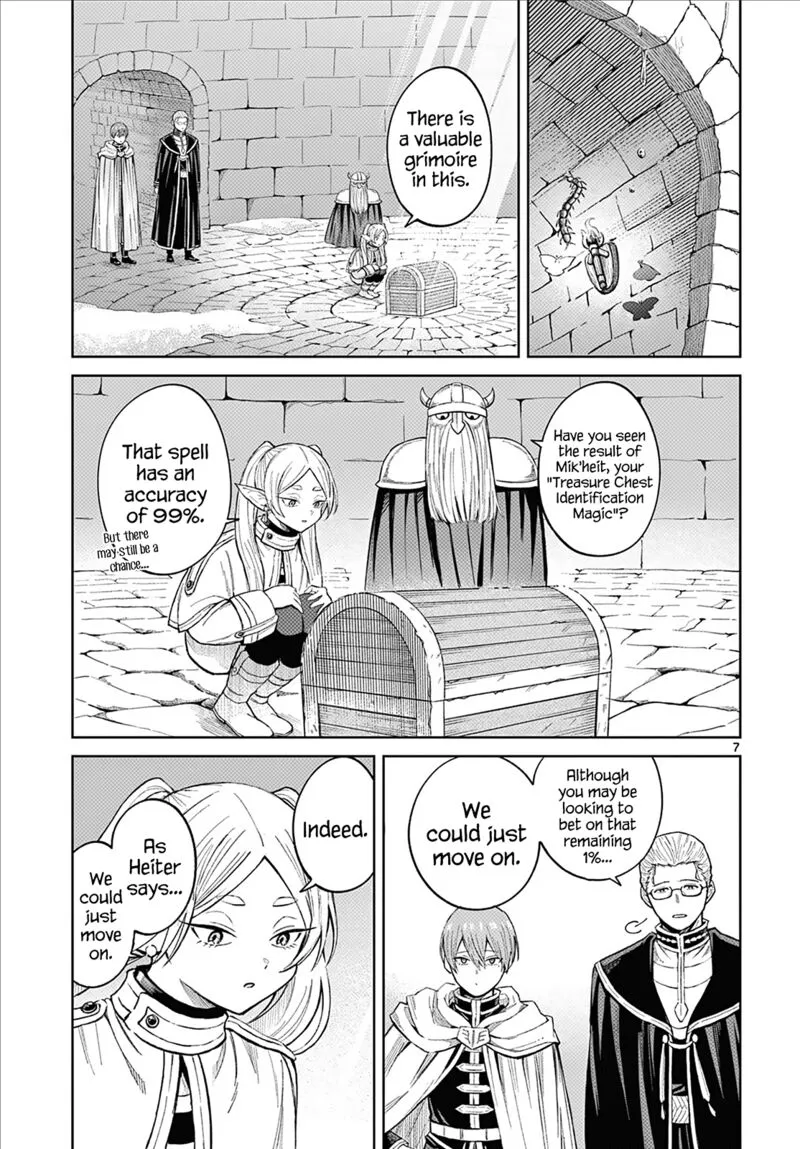 There is
a valuable
grimoire
in this.
Have you seen
the result of
Mik'heit, your
"Treasure Chest
Identification
Magic"?
That
spell has
an accuracy
of 99%.
But there
may still be a
chance...
7
Although
you may be
looking to
bet on that
remaining
1%...
We
could just
move on.
Indeed.
As
Heiter
says...
We
could
just
move
on.